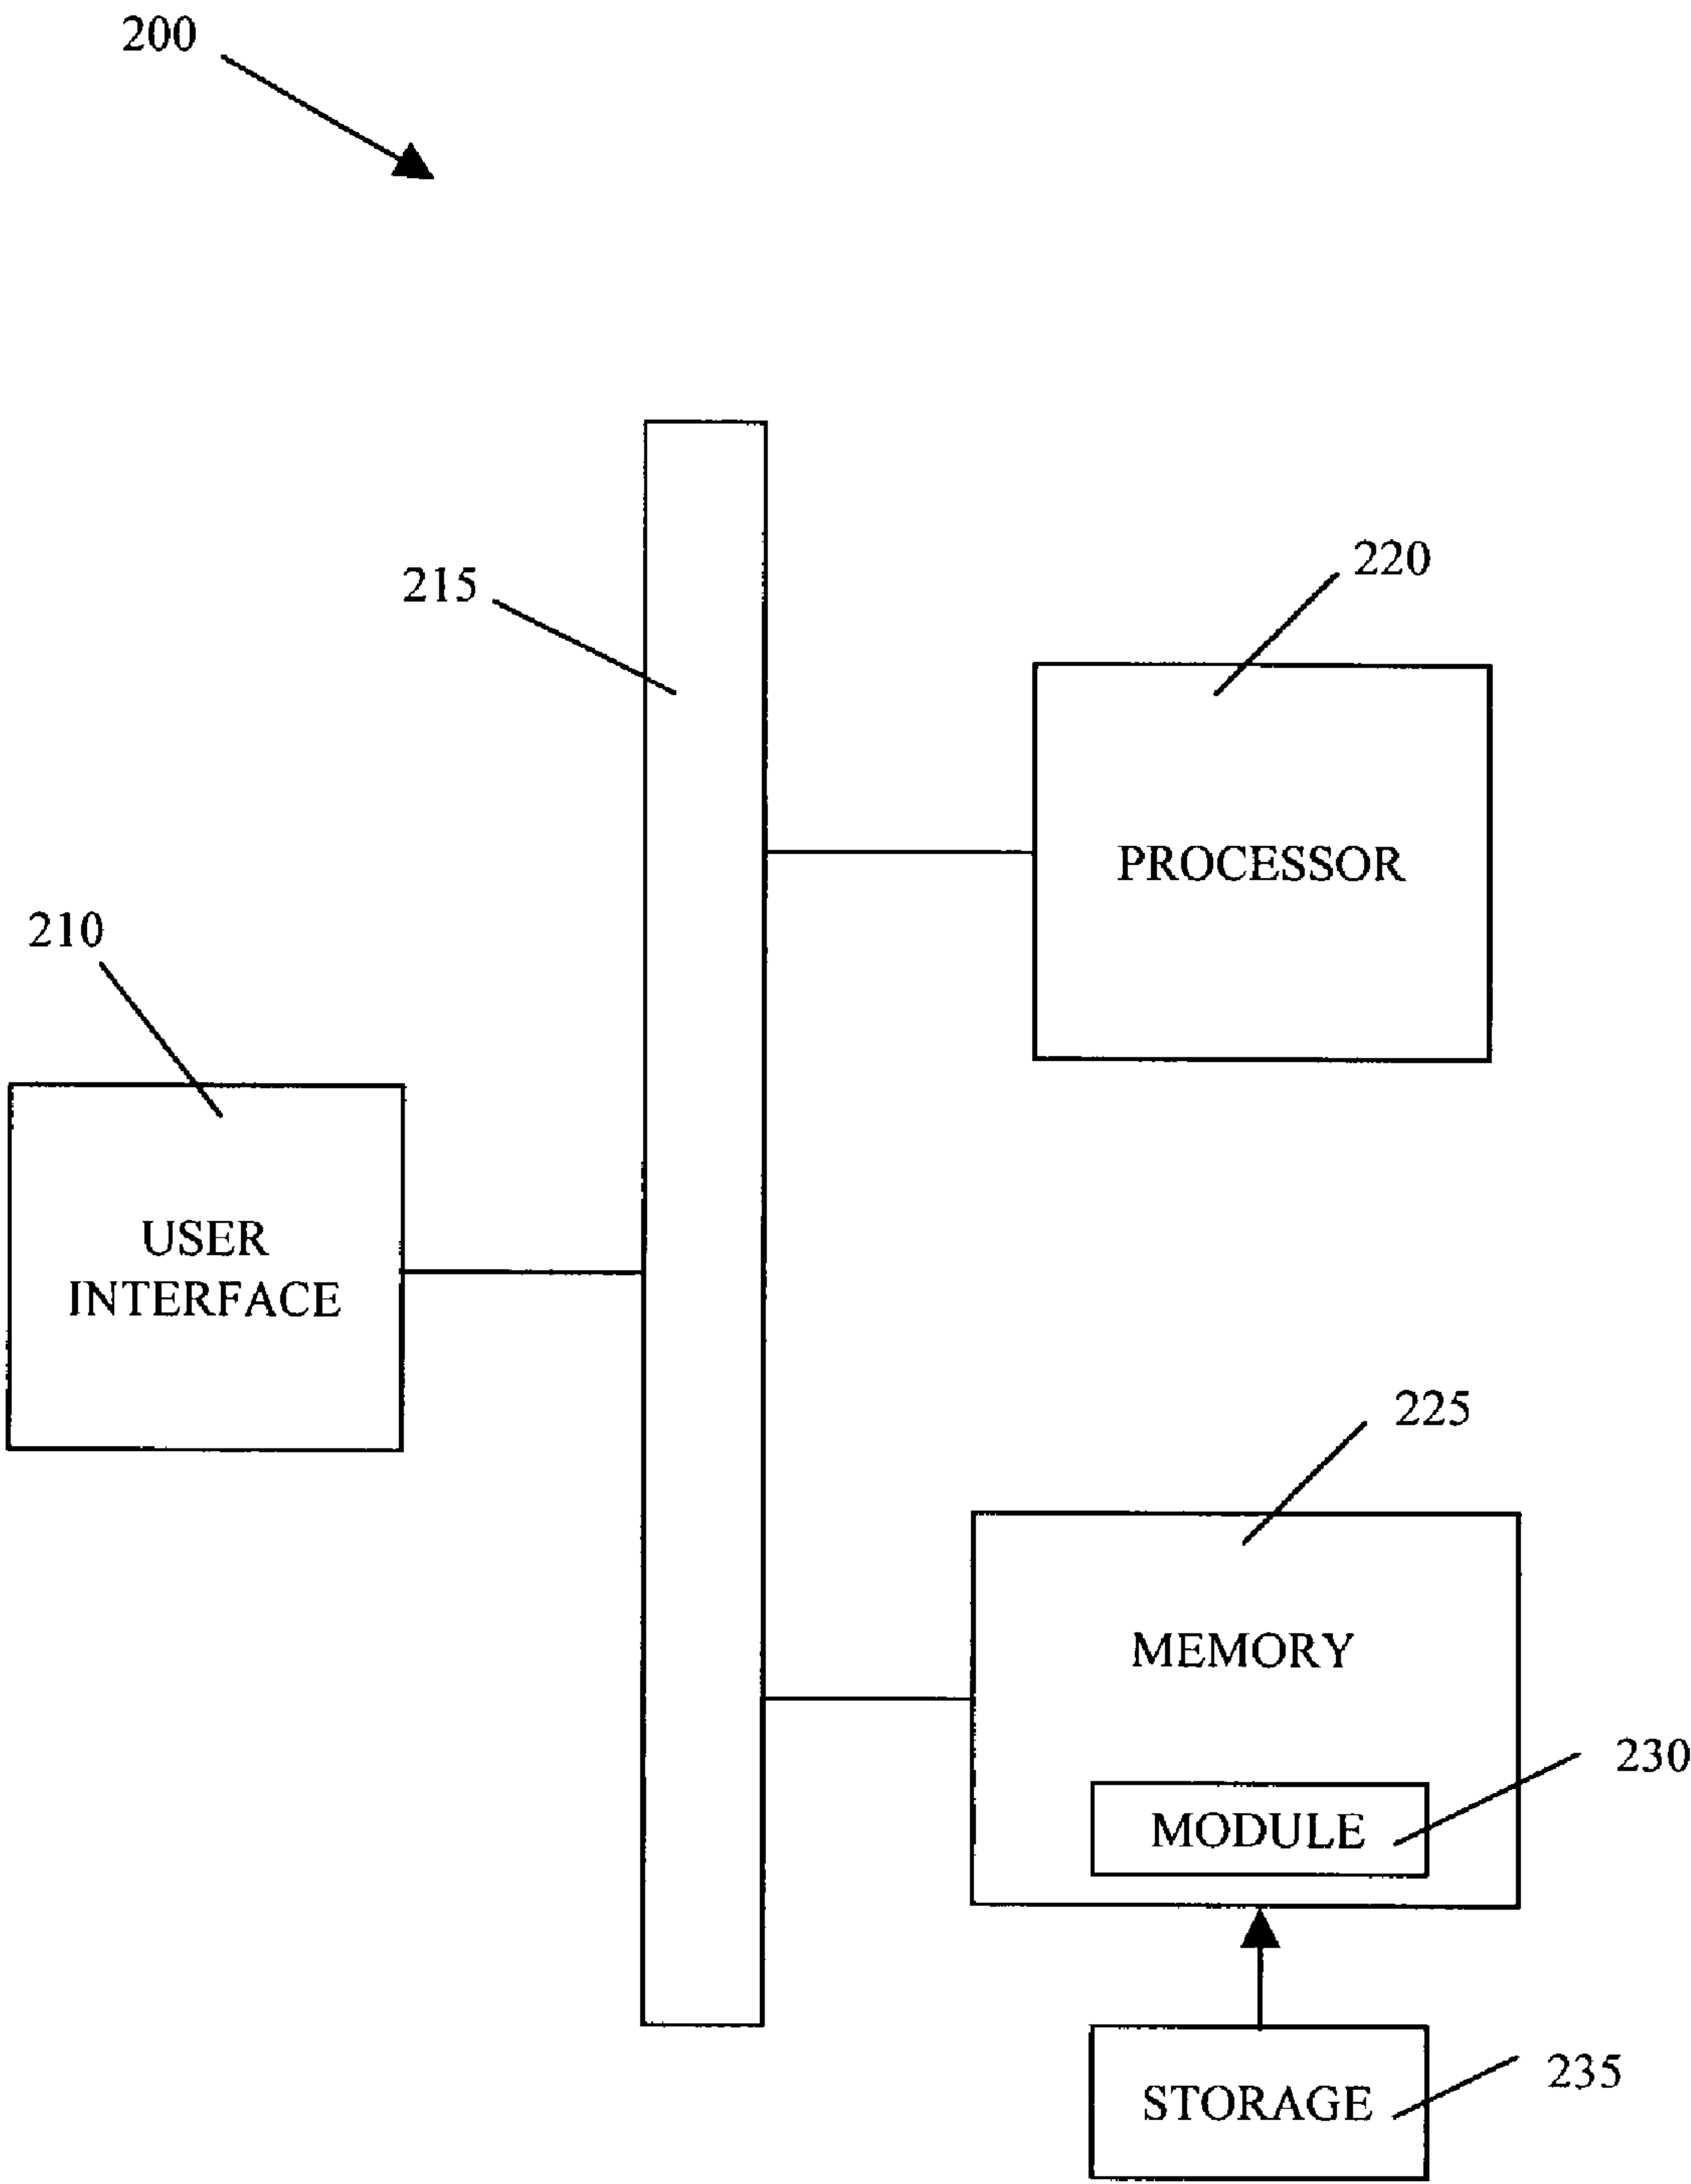 200
215
220
PROCESSOR
210
USER
INTERFACE
225
MEMORY
230
MODULE
235
STORAGE